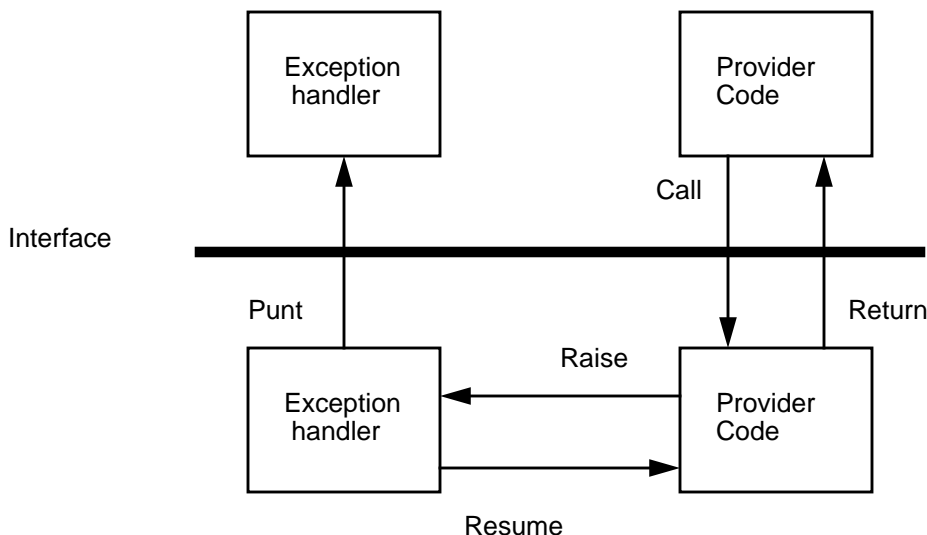 Exception
handler
Provider
Code
Call
Interface
Punt
Return
Raise
Exception
handler
Provider
Code
Resume